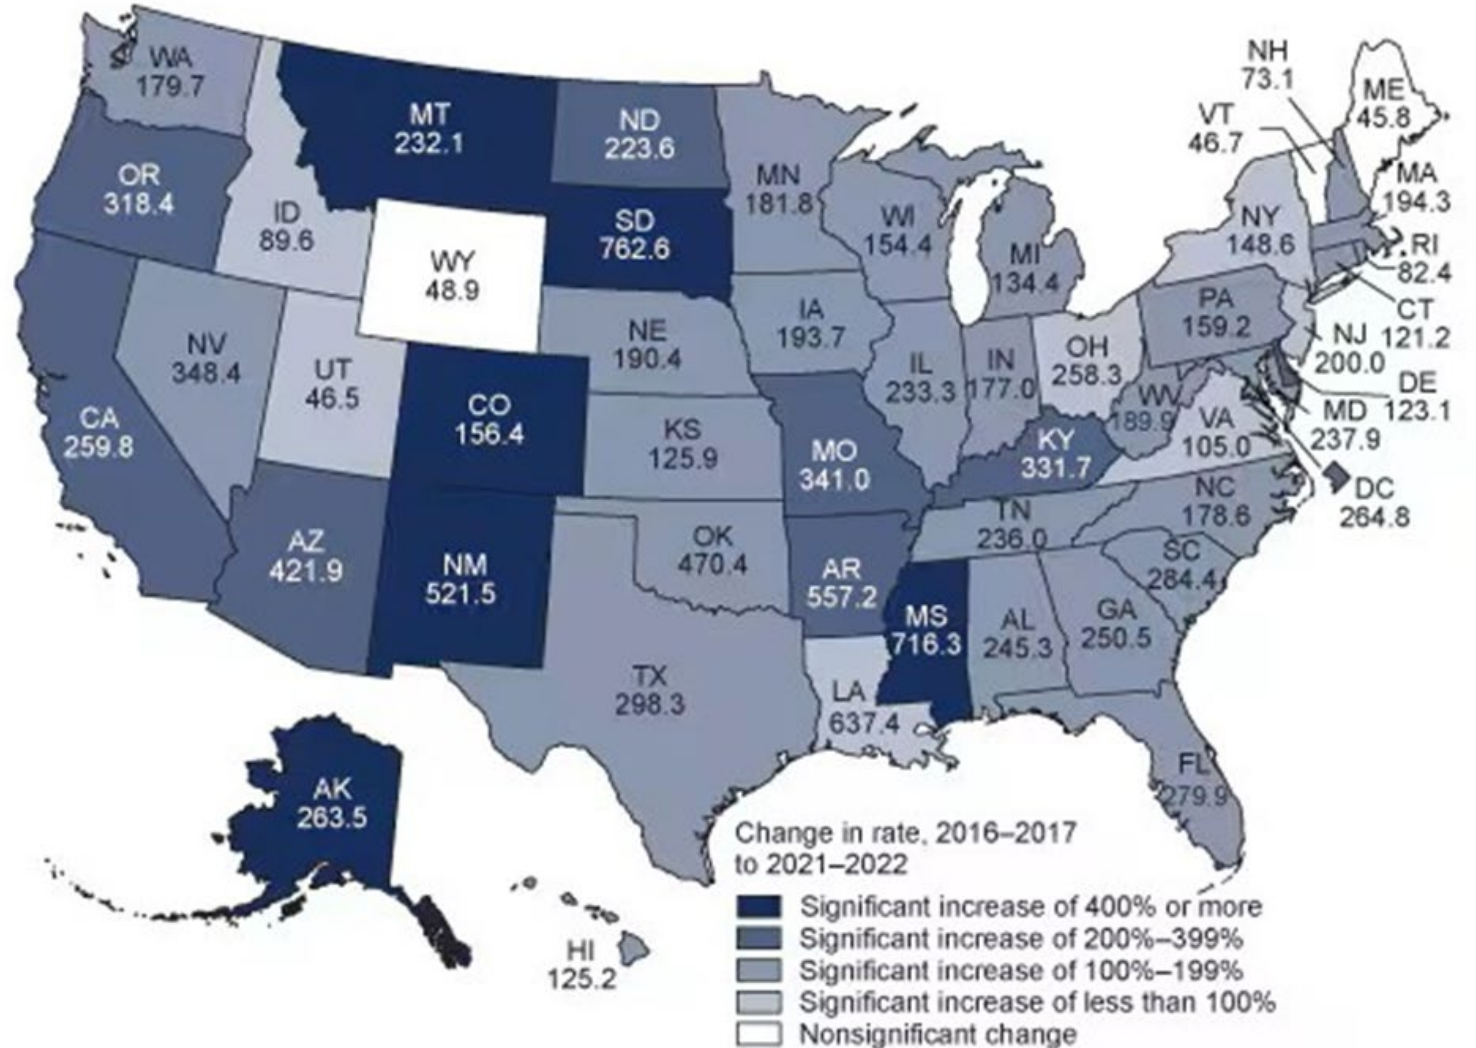 WA
179.7
MT
232.1
ND
223.6
MN
181.8
OR
318.4
ID
89.6
WY
48.9
SD
762.6
WI
154.4
MI
134.4
NY
148.6
NH
73.1
VT
46.7
ME
45.8
MA
194.3
RI
82.4
CT
121.2
NJ
200.0
DE
123.1
MD
237.9
DC
264.8
NV
348.4
UT
46.5
CO
156.4
NE
190.4
IA
193.7
IL
233.3
IN
177.0
OH
258.3
PA
159.2
WV
189.9
VA
105.0
CA
259.8
KS
125.9
MO
341.0
KY
331.7
NC
178.6
TN
236.0
SC
284.4
AZ
421.9
NM
521.5
OK
470.4
AR
557.2
MS
716.3
AL
245.3
GA
250.5
TX
298.3
LA
637.4
FL
279.9
AK
263.5
HI
125.2
Change in rate, 2016–2017
to 2021–2022
Significant increase of 400% or more
Significant increase of 200%–399%
Significant increase of 100%–199%
Significant increase of less than 100%
Nonsignificant change